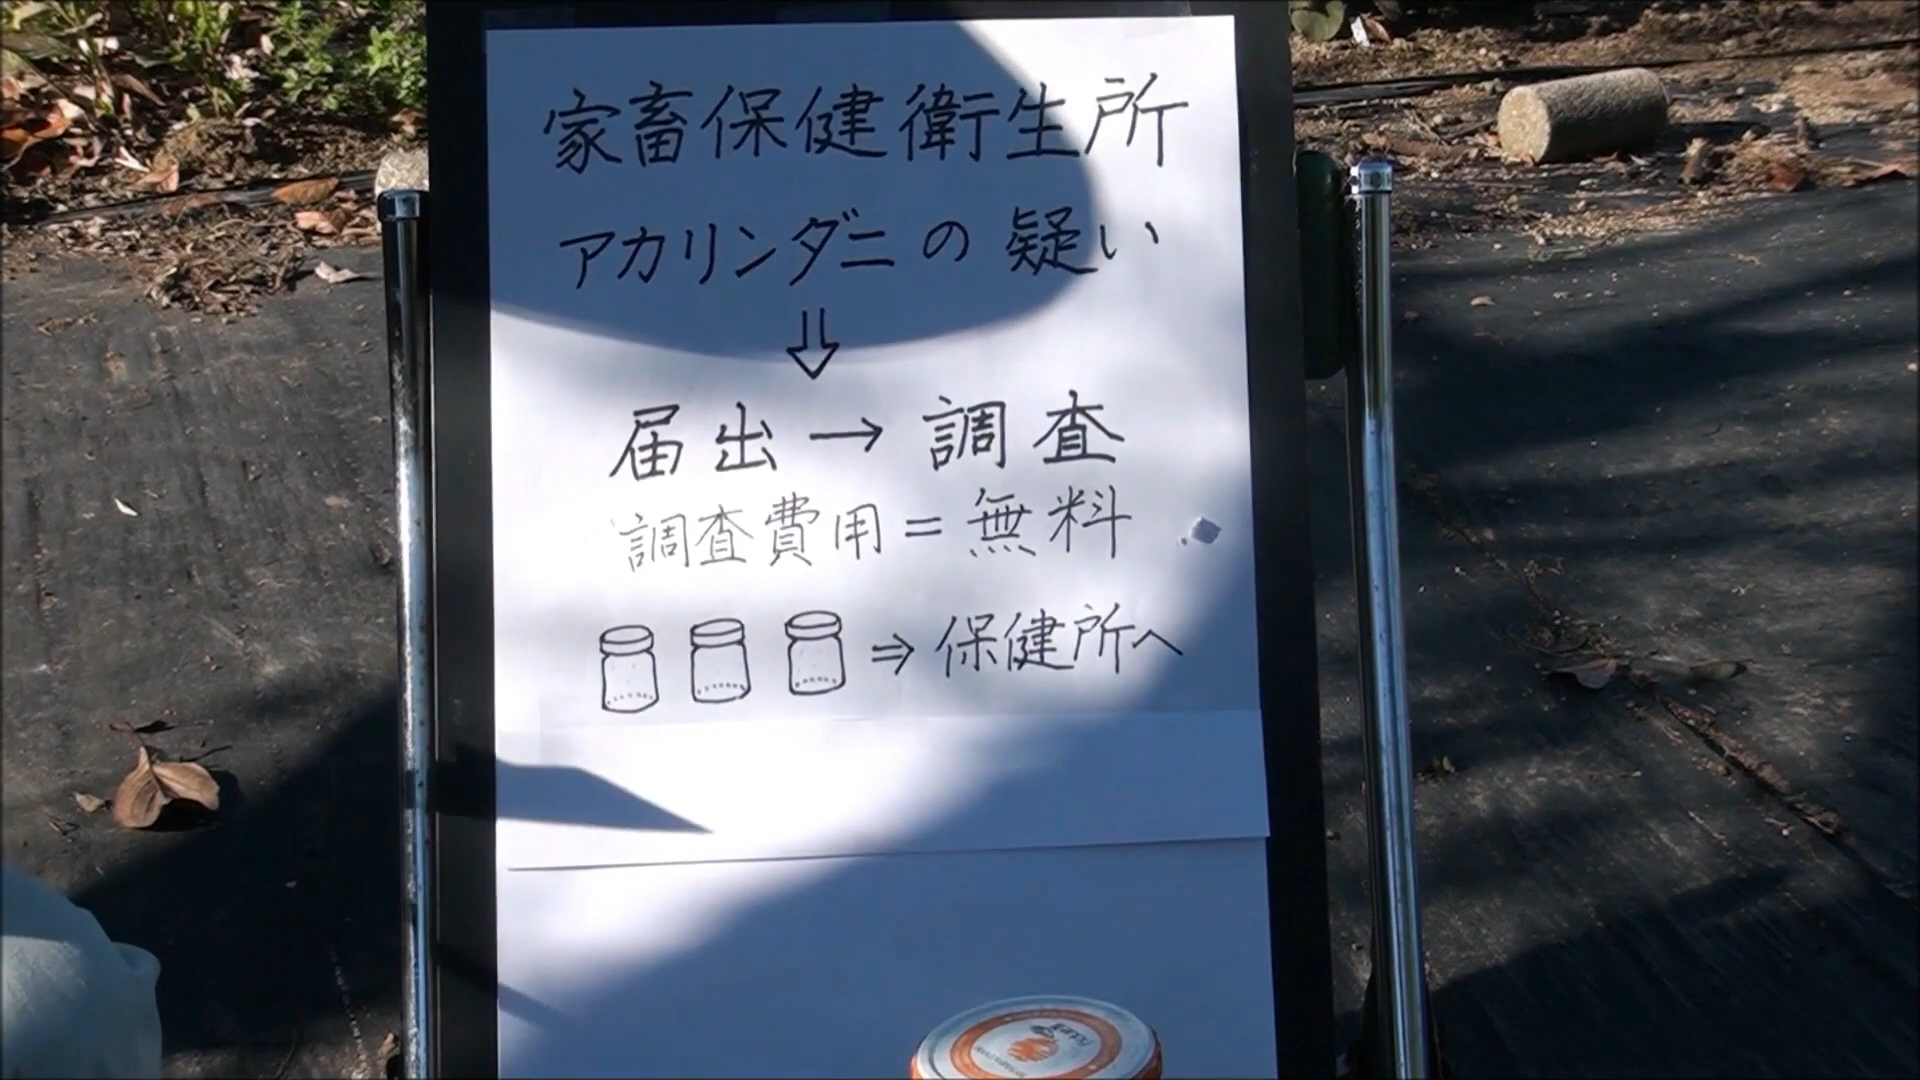 家畜保健衛生所
アカリンダニの疑い
⇩
届出→調査
調査費用=無料
⇒保健所へ